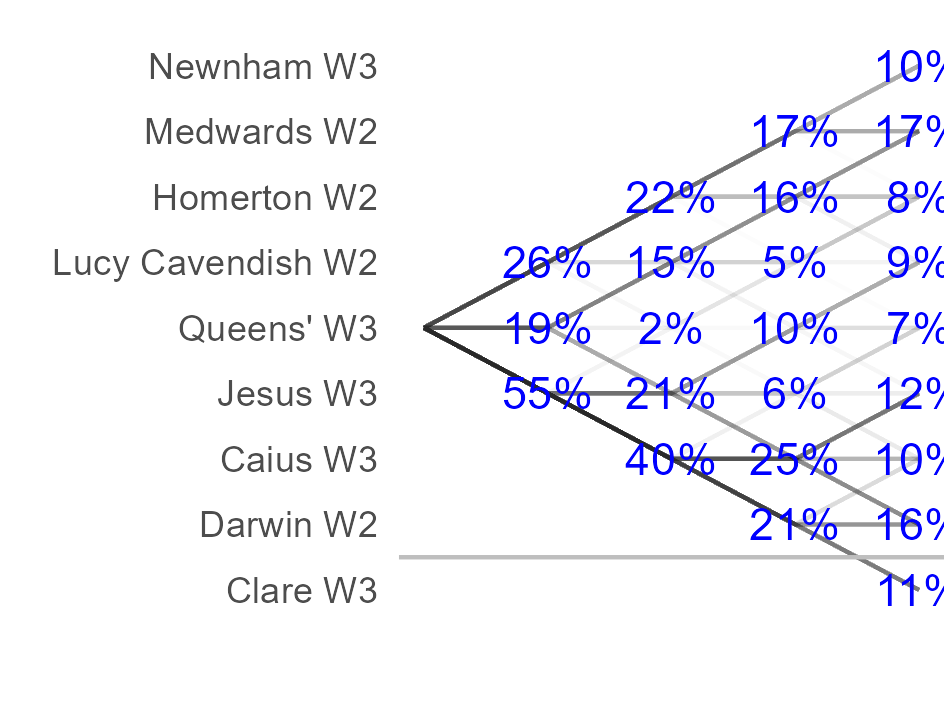 Newnham W3 10%
Medwards W2 17% 17%
Homerton W2 22% 16% 8%
Lucy Cavendish W2 26% 15% 5% 9%
Queens' W3 19% 2% 10% 7%
Jesus W3 55% 21% 6% 12%
Caius W3 40% 25% 10%
Darwin W2 21% 16%
Clare W3 11%